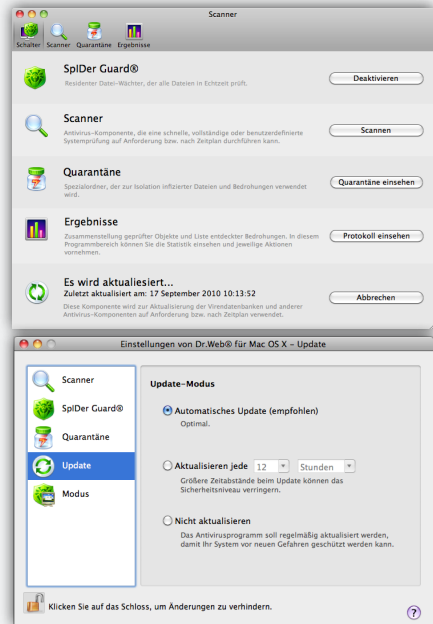 Scanner
Schalter Scanner Quarantäne Ergebnisse
SpIDer Guard®
Residenter Datei-Wächter, der alle Dateien in Echtzeit prüft.
Deaktivieren
Scanner
Antivirus-Komponente, die eine schnelle, vollständige oder benutzerdefinierte
Systemprüfung auf Anforderung bzw. nach Zeitplan durchführen kann.
Scannen
Quarantäne
Spezialordner, der zur Isolation infizierter Dateien und Bedrohungen verwendet
wird.
Quarantäne einsehen
Ergebnisse
Zusammenstellung geprüfter Objekte und Liste entdeckter Bedrohungen. In diesem
Programmbereich können Sie die Statistik einsehen und jeweilige Aktionen
vornehmen.
Protokoll einsehen
Es wird aktualiesiert...
Zuletzt aktualisiert am: 17 September 2010 10:13:52
Diese Komponente wird zur Aktualisierung der Virendatenbanken und anderer
Antivirus-Komponenten auf Anforderung bzw. nach Zeitplan verwendet.
Abbrechen
Einstellungen von Dr.Web® für Mac OS X - Update
Scanner
SpIDer Guard®
Quarantäne
Update
Modus
Update-Modus
Automatisches Update (empfohlen)
Optimal.
Aktualisieren jede 12 Stunden
Größere Zeitabstände beim Update können das
Sicherheitsniveau verringern.
Nicht aktualisieren
Das Antivirusprogramm soll regelmäßig aktualisiert werden,
damit Ihr System vor neuen Gefahren geschützt werden kann.
Klicken Sie auf das Schloss, um Änderungen zu verhindern.
?